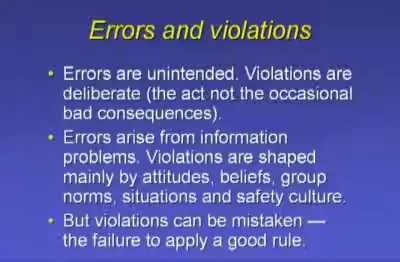 Errors and violations
• Errors are unintended. Violations are
deliberate (the act not the occasional
bad consequences).
• Errors arise from information
problems. Violations are shaped
mainly by attitudes, beliefs, group
norms, situations and safety culture.
• But violations can be mistaken —
the failure to apply a good rule.